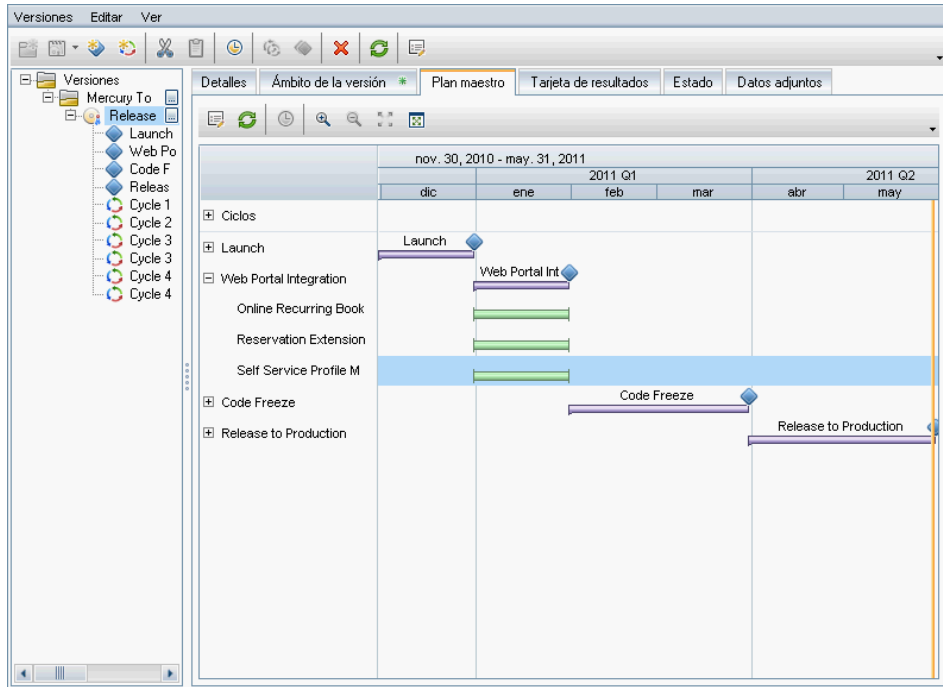 Versiones Editar Ver
Versiones
Mercury To
Release
Launch
Web Po
Code F
Releas
Cycle 1
Cycle 2
Cycle 3
Cycle 3
Cycle 4
Cycle 4
Detalles Ámbito de la versión * Plan maestro Tarjeta de resultados Estado Datos adjuntos
nov. 30, 2010 - may. 31, 2011
2011 Q1 2011 Q2
dic ene feb mar abr may
Ciclos
Launch Launch
Web Portal Integration Web Portal Int
Online Recurring Book
Reservation Extension
Self Service Profile M
Code Freeze Code Freeze
Release to Production Release to Production